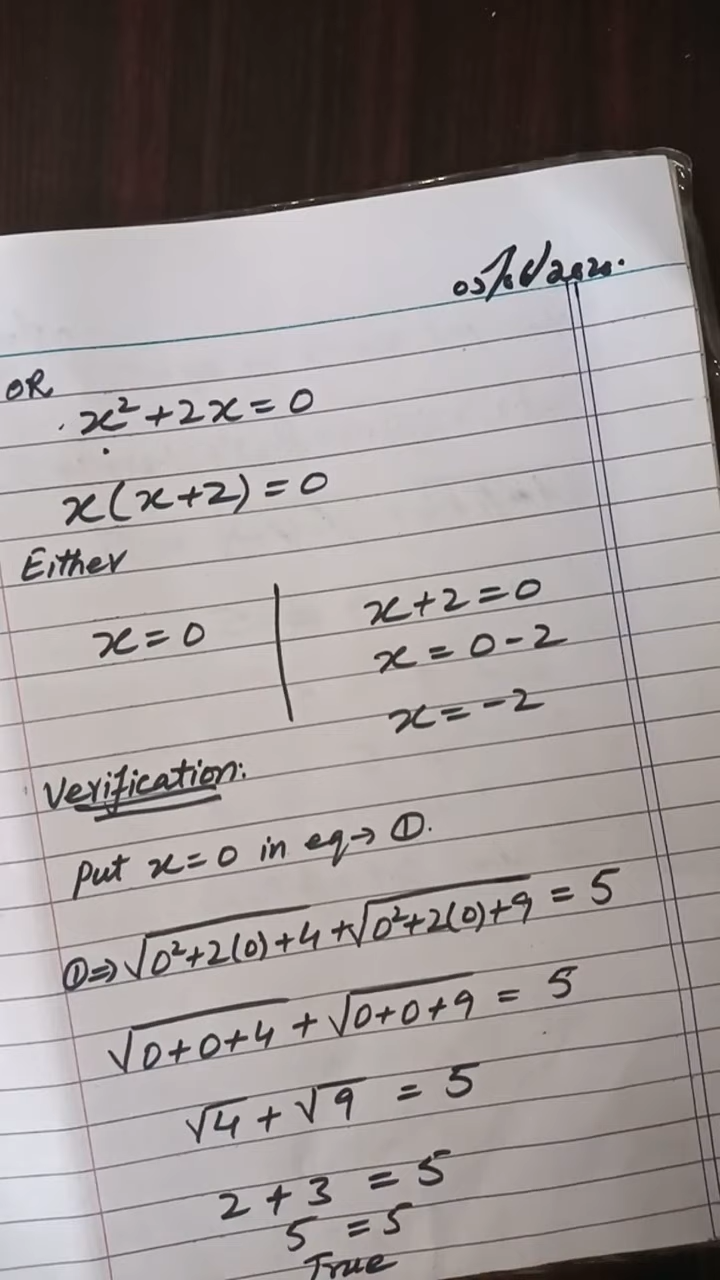 OR
x² + 2x = 0
x(x+2) = 0
Either
x = 0
x + 2 = 0
x = 0 - 2
x = -2
Verification:
Put x = 0 in eq → ①.
① ⇒ √(0²+2(0)+4) + √(0²+2(0)+9) = 5
√(0+0+4) + √(0+0+9) = 5
√4 + √9 = 5
2 + 3 = 5
5 = 5
True